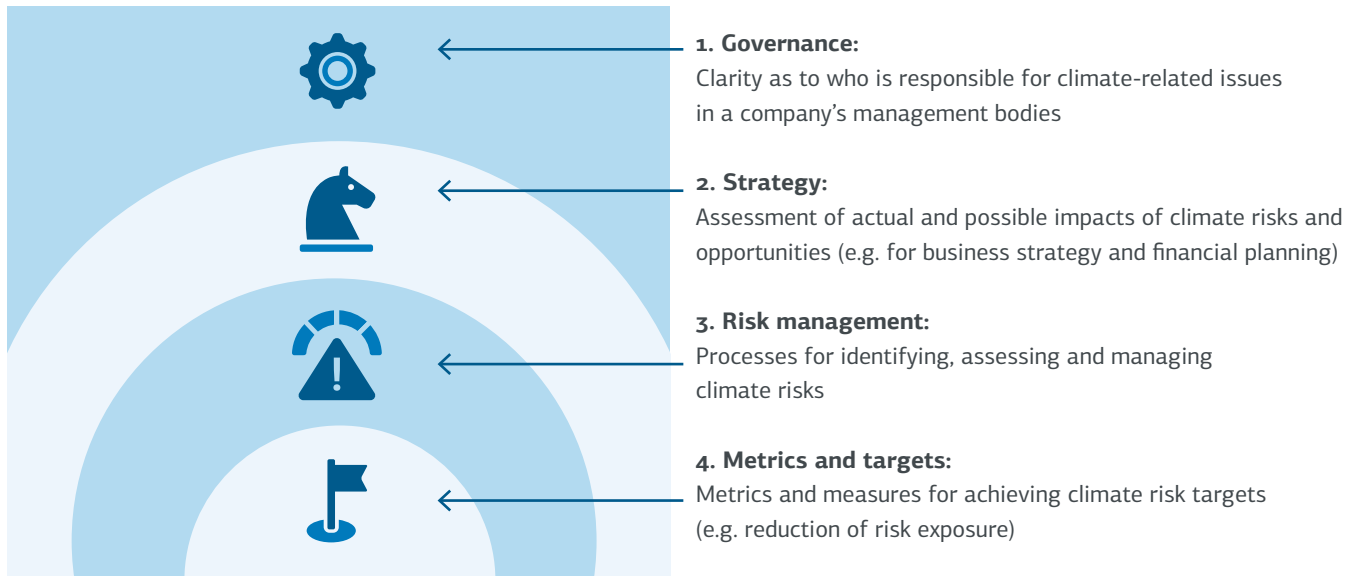 1. Governance:
Clarity as to who is responsible for climate-related issues
in a company’s management bodies
2. Strategy:
Assessment of actual and possible impacts of climate risks and
opportunities (e.g. for business strategy and financial planning)
3. Risk management:
Processes for identifying, assessing and managing
climate risks
4. Metrics and targets:
Metrics and measures for achieving climate risk targets
(e.g. reduction of risk exposure)